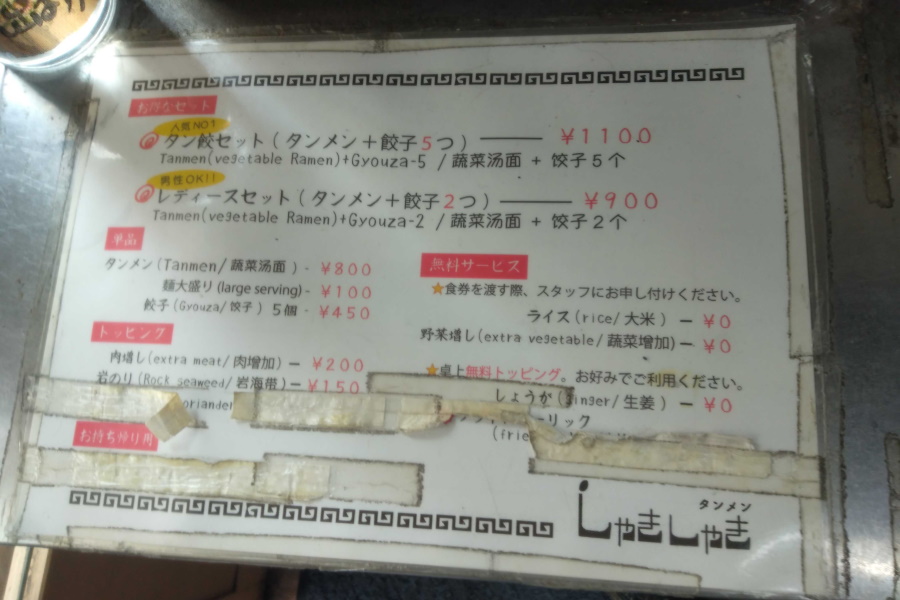 お得なセット
人気NO1
タン餃セット(タンメン+餃子5つ) ¥1100
Tanmen(vegetable Ramen)+Gyouza-5 / 蔬菜汤面 + 饺子5个
男性OK!!
レディースセット(タンメン+餃子2つ) ¥900
Tanmen(vegetable Ramen)+Gyouza-2 / 蔬菜汤面 + 饺子2个
単品
タンメン(Tanmen/蔬菜汤面) - ¥800
麺大盛り(large serving)- ¥100
餃子(Gyouza/饺子) 5個 - ¥450
トッピング
肉増し(extra meat/肉增加) ー ¥200
岩のり(Rock seaweed/岩海带)ー ¥150
oriander
お持ち帰り用
無料サービス
★食券を渡す際、スタッフにお申し付けください。
ライス(rice/大米) ー ¥0
野菜増し(extra vegetable/蔬菜增加)ー ¥0
★卓上無料トッピング。お好みでご利用ください。
しょうが(ginger/生姜) ー ¥0
ーリック
(frie
タンメン
しゃきしゃき